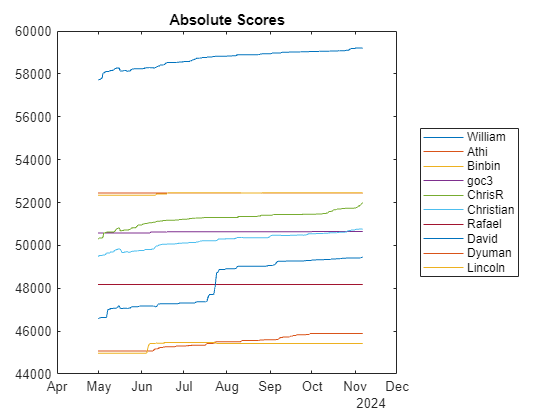 Absolute Scores
60000
58000
56000
54000
52000
50000
48000
46000
44000
Apr May Jun Jul Aug Sep Oct Nov Dec
2024
William
Athi
Binbin
goc3
ChrisR
Christian
Rafael
David
Dyuman
Lincoln